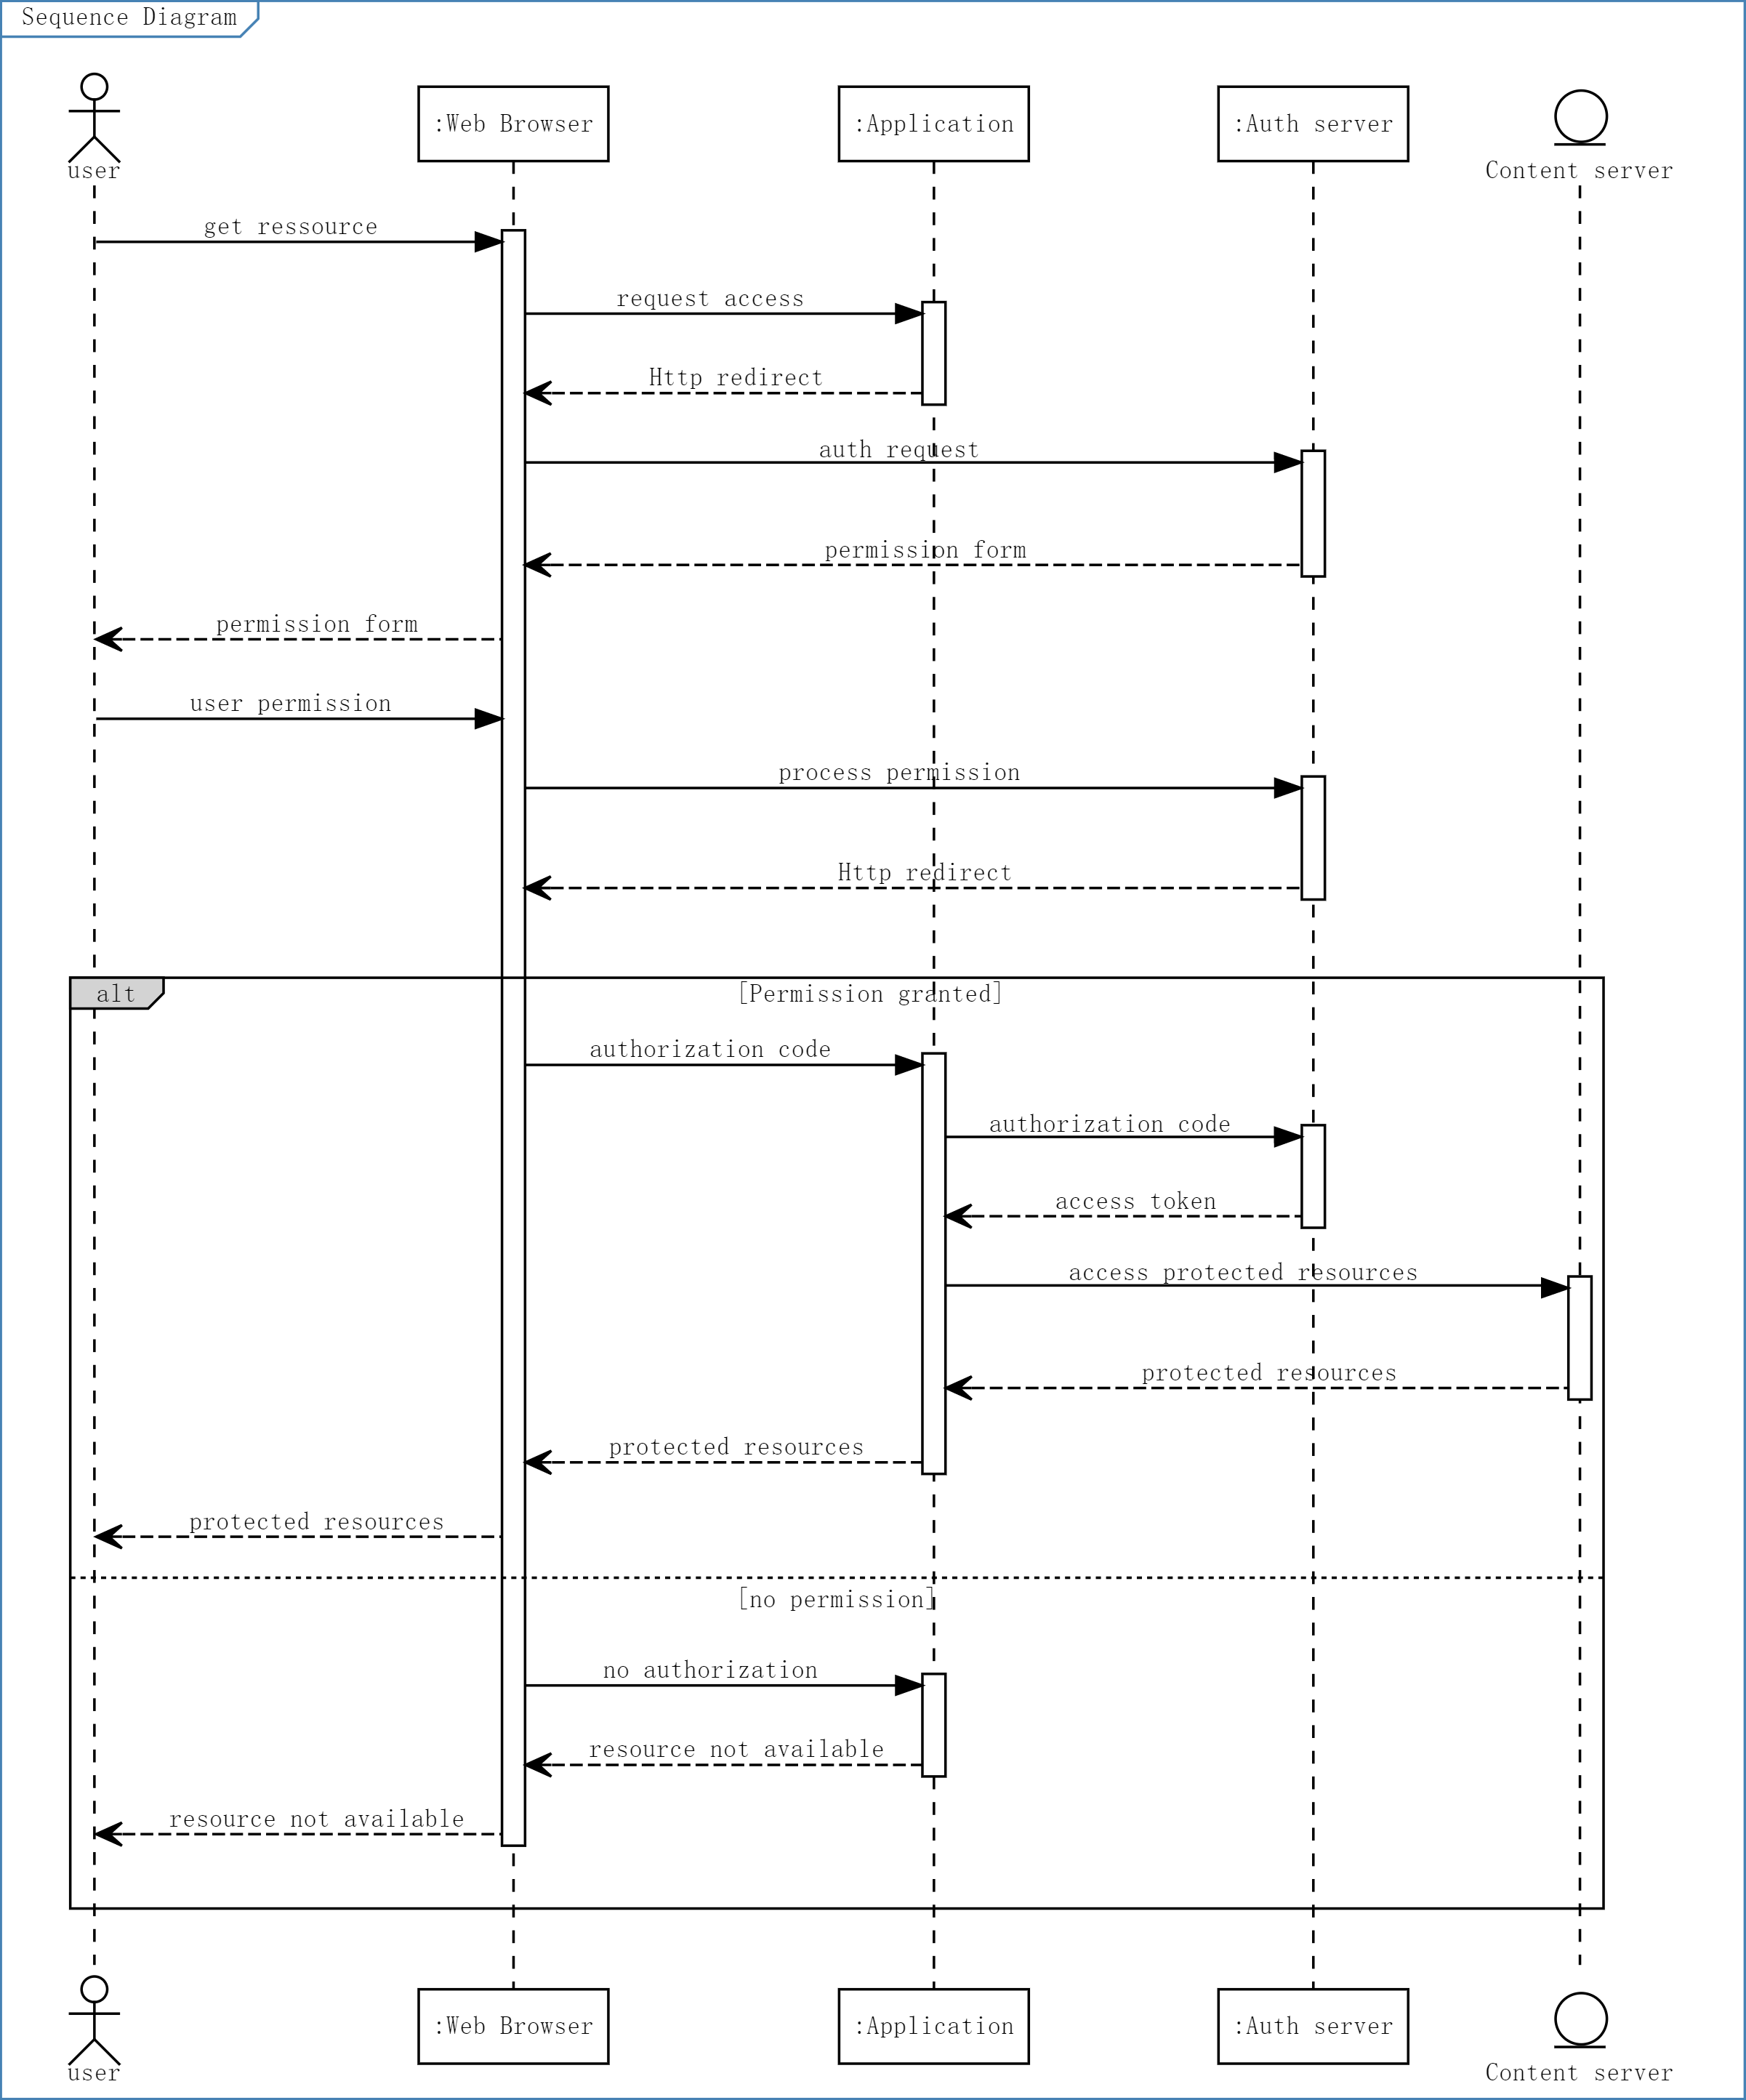 Sequence Diagram
user
:Web Browser
:Application
:Auth server
Content server
get ressource
request access
Http redirect
auth request
permission form
permission form
user permission
process permission
Http redirect
alt
[Permission granted]
authorization code
authorization code
access token
access protected resources
protected resources
protected resources
protected resources
[no permission]
no authorization
resource not available
resource not available
user
:Web Browser
:Application
:Auth server
Content server